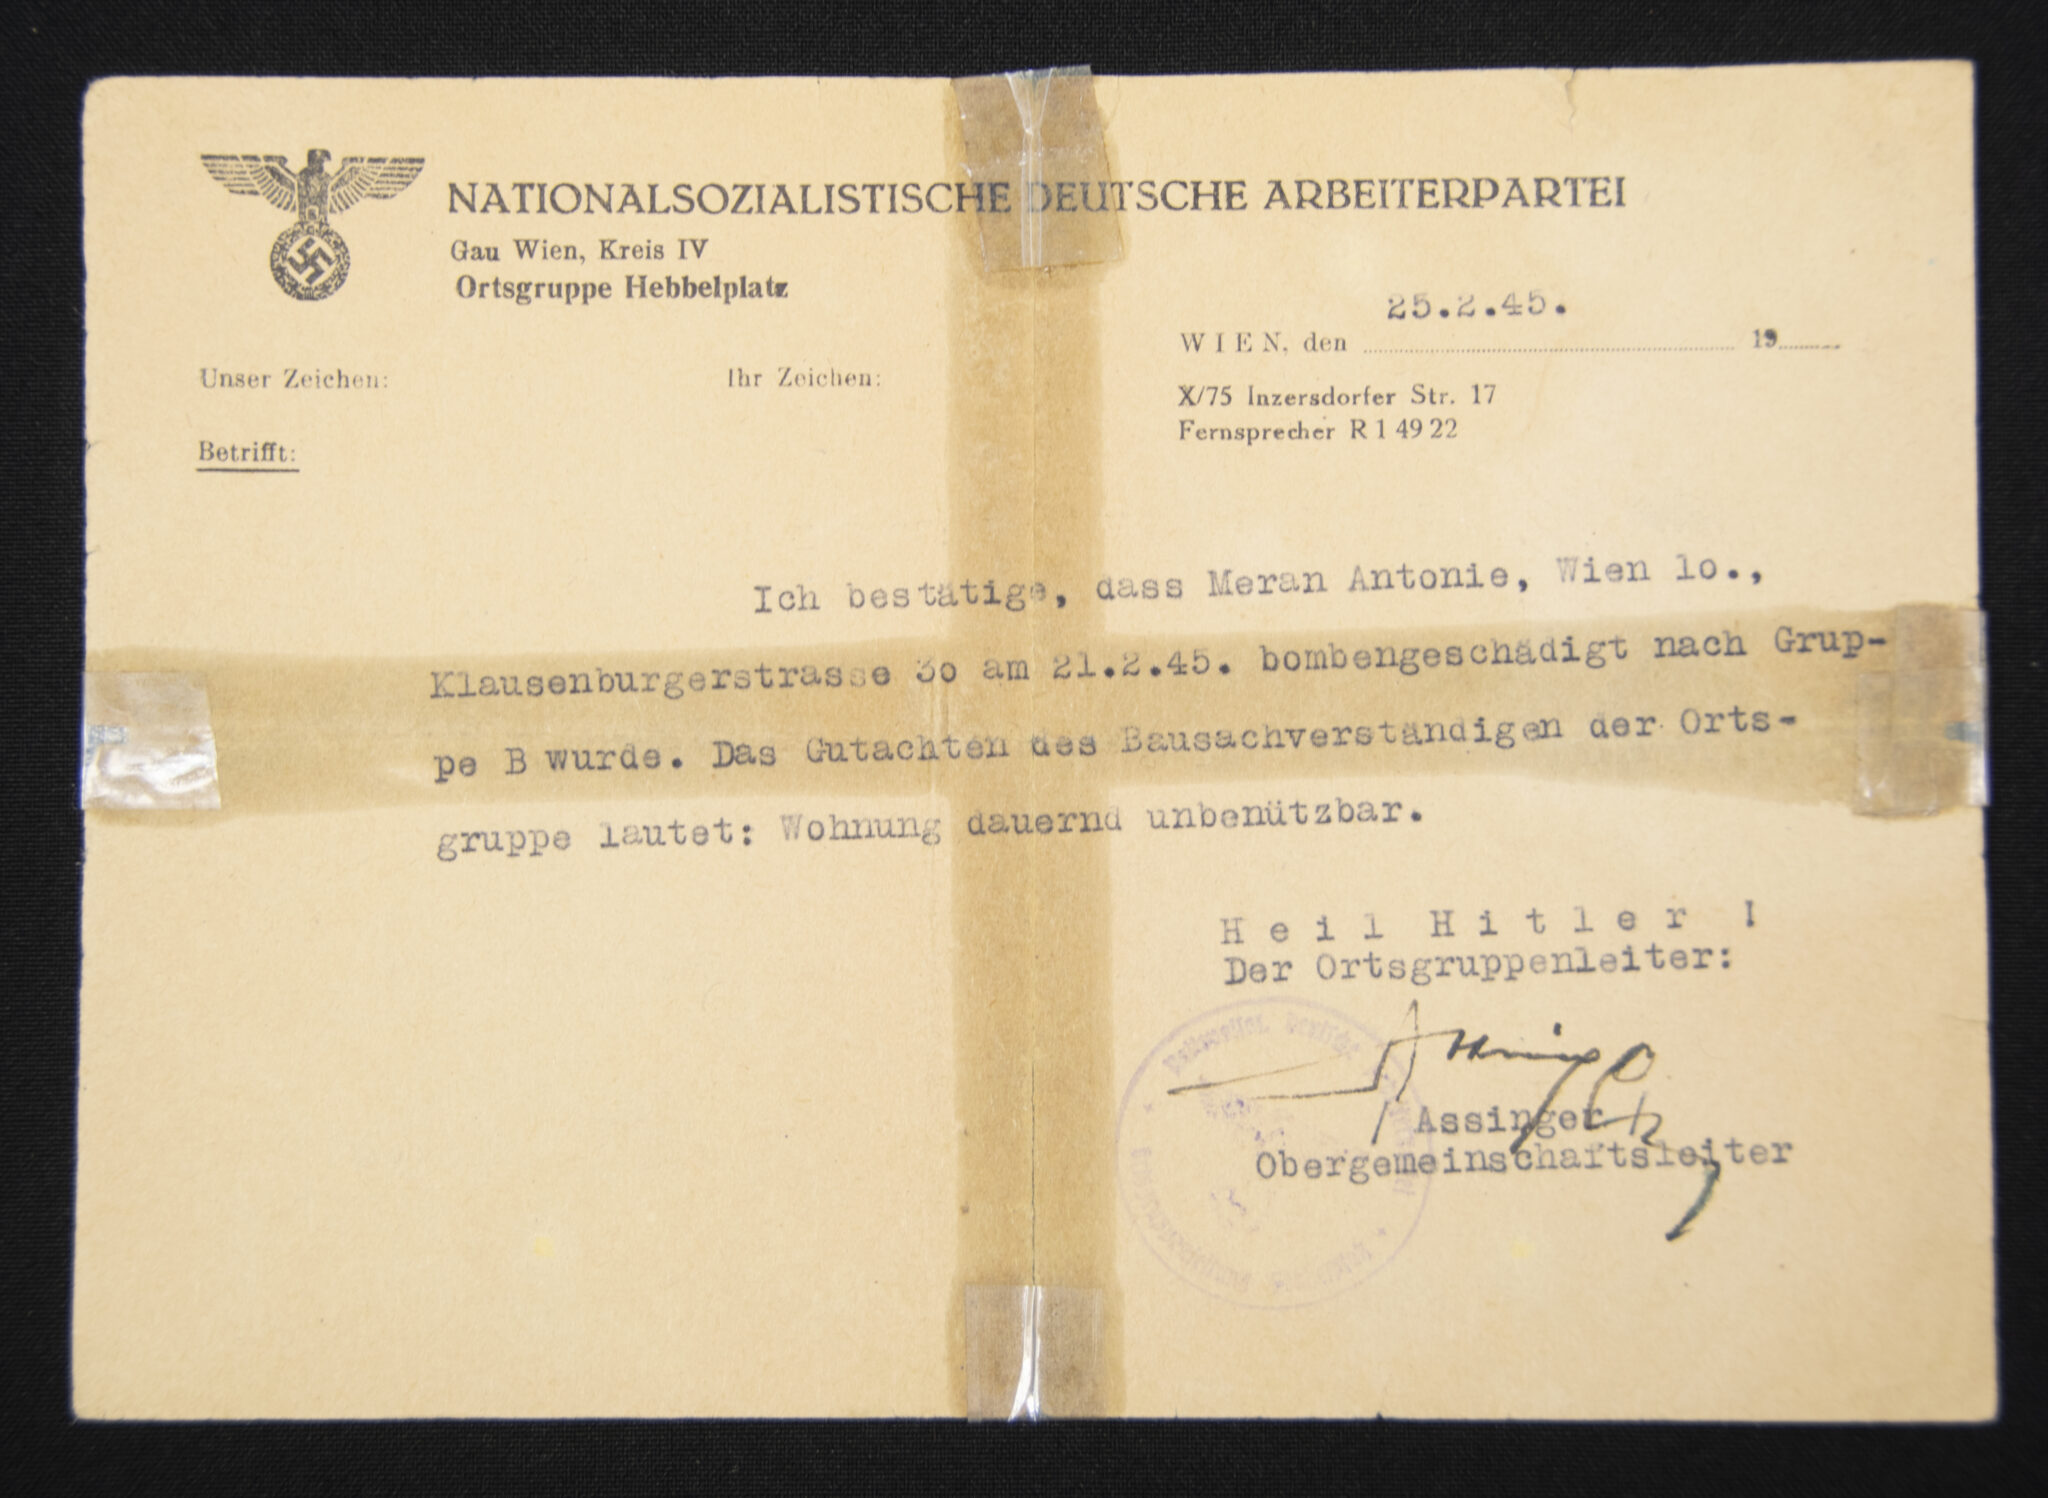 NATIONALSOZIALISTISCHE DEUTSCHE ARBEITERPARTEI
Gau Wien, Kreis IV
Ortsgruppe Hebbelplatz
25.2.45.
WIEN, den 19
Unser Zeichen: Ihr Zeichen:
X/75 Inzersdorfer Str. 17
Fernsprecher R 1 49 22
Betrifft:
Ich bestätige, dass Meran Antonie, Wien lo.,
Klausenburgerstrasse 3o am 21.2.45. bombengeschädigt nach Grup-
pe B wurde. Das Gutachten des Bausachverständigen der Orts-
gruppe lautet: Wohnung dauernd unbenützbar.
Heil Hitler !
Der Ortsgruppenleiter:
Assinger
Obergemeinschaftsleiter